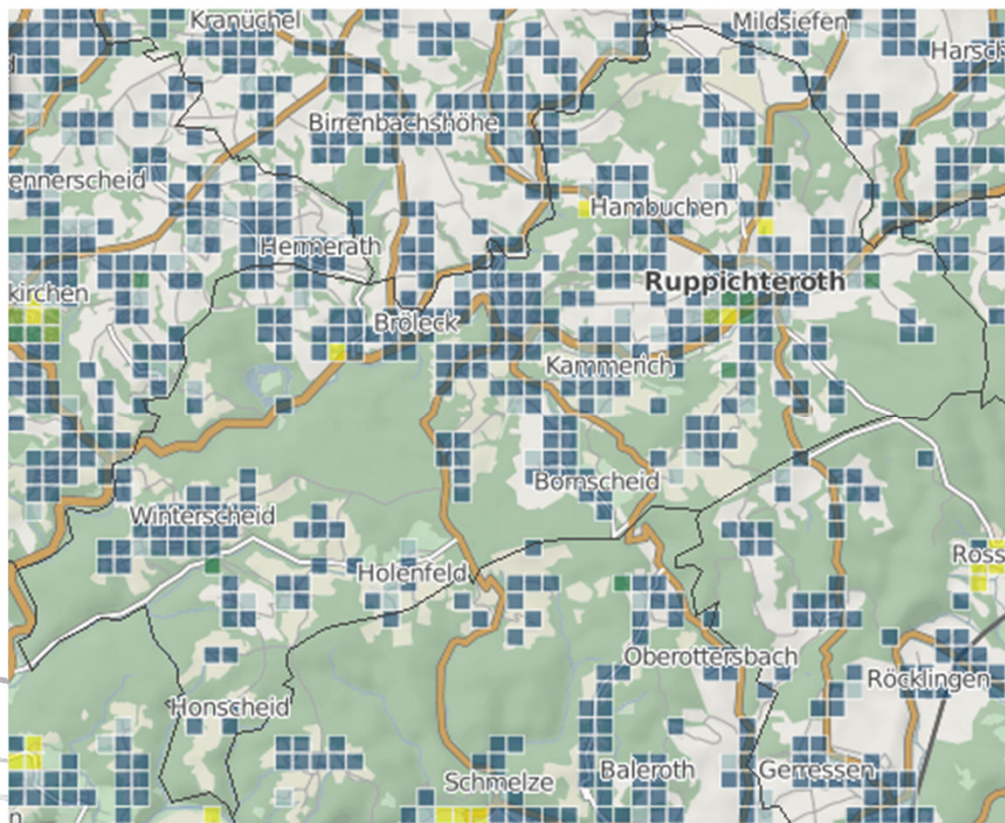 Kranüchel
Mildsiefen
Harsch
d
Birrenbachshöhe
ennerscheid
Hambuchen
Hermerath
Ruppichteroth
kirchen
Bröleck
Kammerich
Bornscheid
Winterscheid
Ross
Holenfeld
Oberottersbach
Röcklingen
Honscheid
Schmelze
Baleroth
Gerressen
n